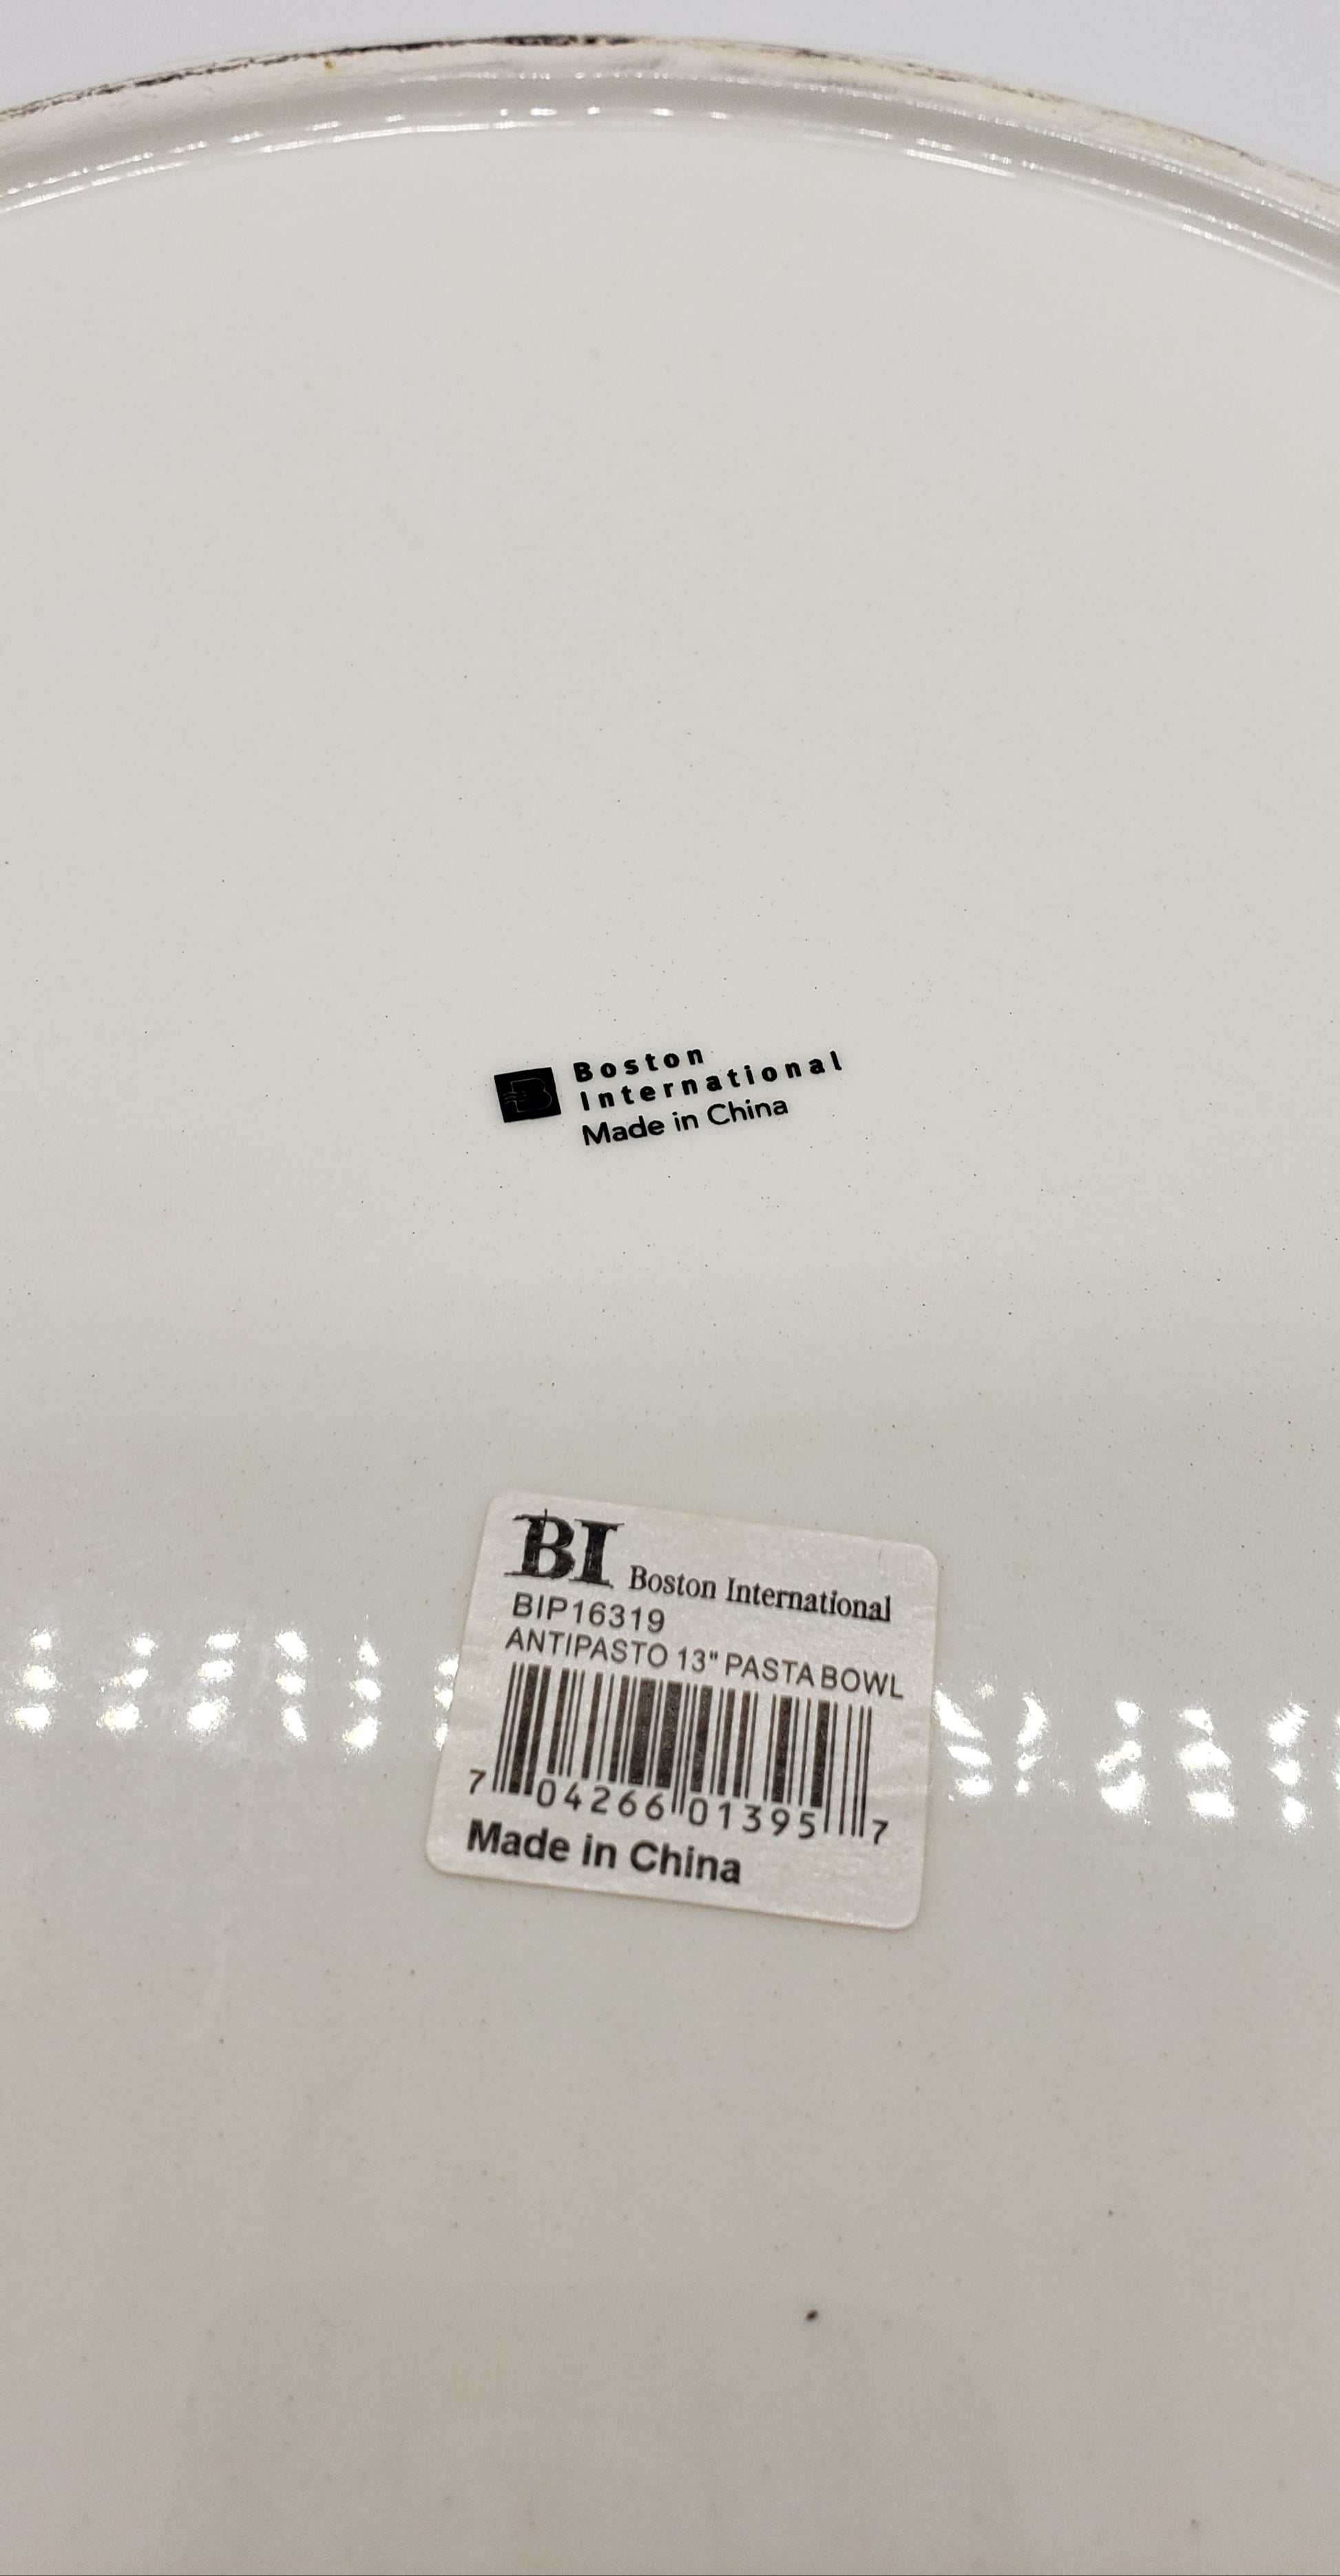 B Boston
International
Made in China
BI Boston International
BIP16319
ANTIPASTO 13" PASTA BOWL
7 04266 01395 7
Made in China